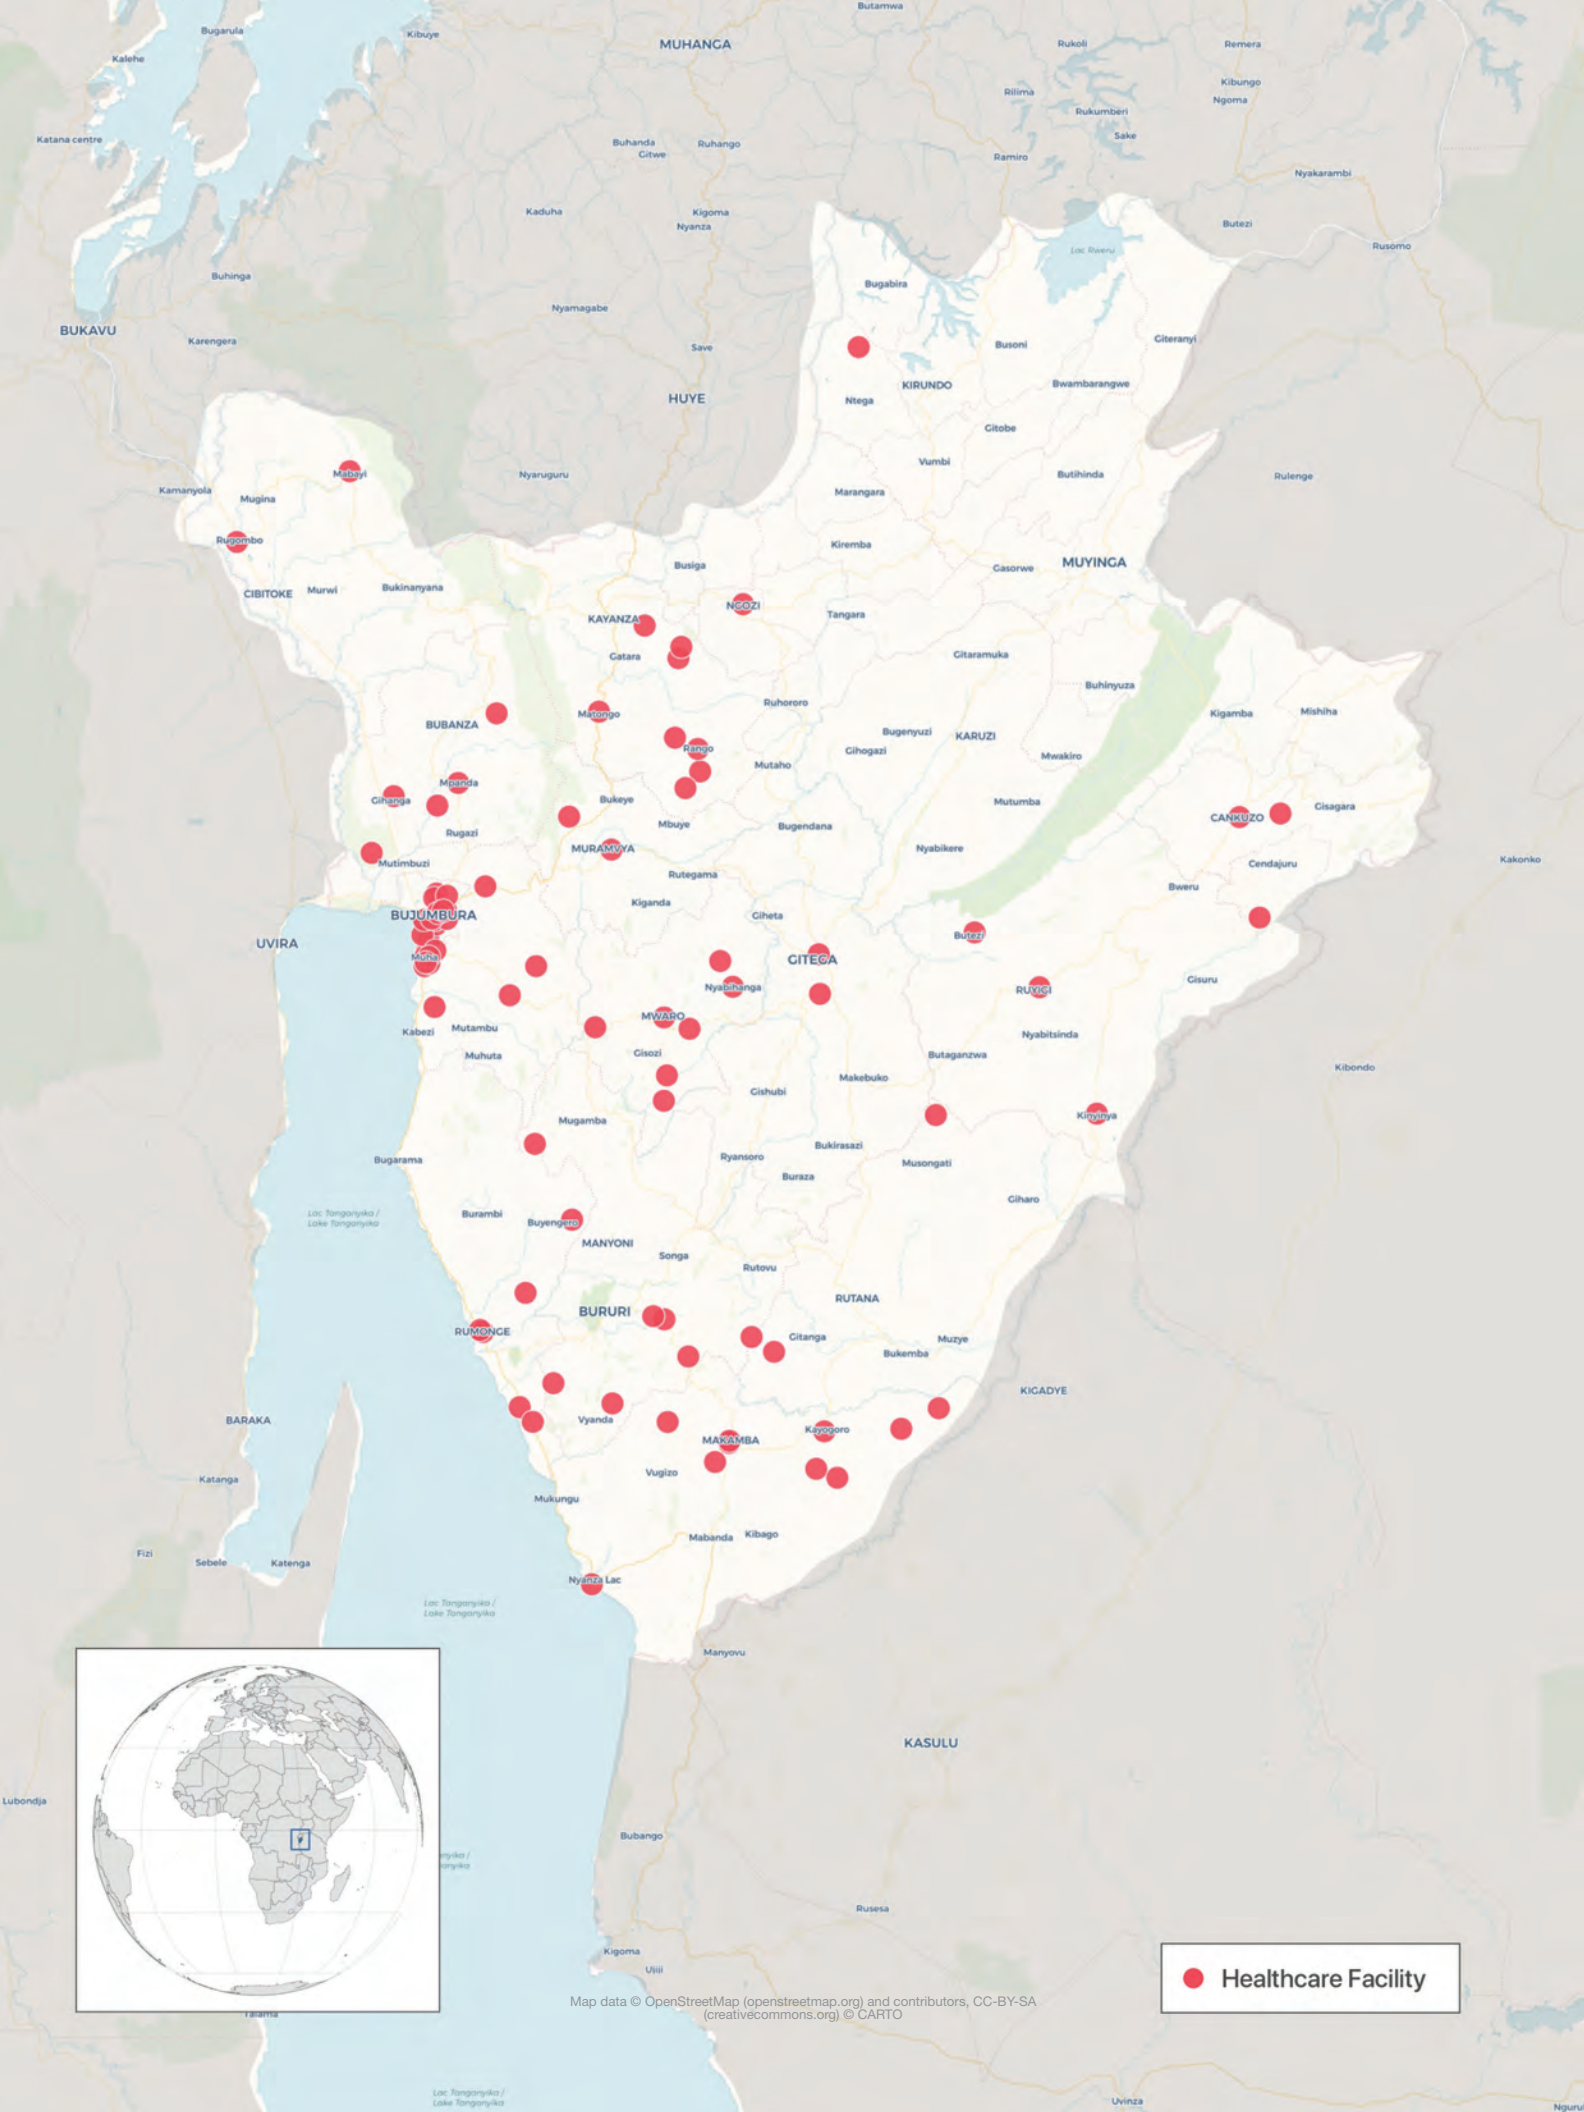 Butamwa
Bugarula
Kibuye
MUHANGA
Rukoli
Remera
Kalehe
Kibungo
Rilima
Ngoma
Rukumberi
Katana centre
Sake
Buhanda
Ruhango
Gitwe
Ramiro
Nyakarambi
Kaduha
Kigoma
Nyanza
Butezi
Rusomo
Lac Rweru
Buhinga
Bugabira
Nyamagabe
BUKAVU
Karengera
Save
Busoni
Giteranyi
KIRUNDO
Bwambarangwe
HUYE
Ntega
Gitobe
Vumbi
Mabayi
Nyaruguru
Butihinda
Rulenge
Kamanyola
Mugina
Marangara
Rugombo
Kiremba
Busiga
Gasorwe
MUYINGA
CIBITOKE
Murwi
Bukinanyana
NGOZI
Tangara
KAYANZA
Gatara
Gitaramuka
Buhinyuza
Ruhororo
Matongo
Kigamba
Mishiha
BUBANZA
Bugenyuzi
KARUZI
Rango
Gihogazi
Mwakiro
Mutaho
Mpanda
Gihanga
Bukeye
Mutumba
Gisagara
Mbuye
Bugendana
CANKUZO
Rugazi
MURAMVYA
Nyabikere
Mutimbuzi
Cendajuru
Kakonko
Rutegama
Bweru
Kiganda
BUJUMBURA
Giheta
Butezi
UVIRA
Muha
GITEGA
Nyabihanga
RUYIGI
Gisuru
MWARO
Kabezi
Mutambu
Nyabitsinda
Muhuta
Gisozi
Butaganzwa
Kibondo
Makebuko
Gishubi
Kinyinya
Mugamba
Bukirasazi
Bugarama
Ryansoro
Musongati
Buraza
Giharo
Lac Tanganyika /
Lake Tanganyika
Burambi
Buyengero
MANYONI
Songa
Rutovu
RUTANA
BURURI
RUMONGE
Gitanga
Muzye
Bukemba
KIGADYE
BARAKA
Vyanda
Kayogoro
MAKAMBA
Vugizo
Katanga
Mukungu
Mabanda
Kibago
Fizi
Sebele
Katenga
Nyanza Lac
Lac Tanganyika /
Lake Tanganyika
Manyovu
KASULU
Lubondja
Bubango
nyika /
anyika
Rusesa
Kigoma
Ujiji
Healthcare Facility
Map data © OpenStreetMap (openstreetmap.org) and contributors, CC-BY-SA
(creativecommons.org) © CARTO
Talama
Lac Tanganyika /
Lake Tanganyika
Uvinza
Nguru